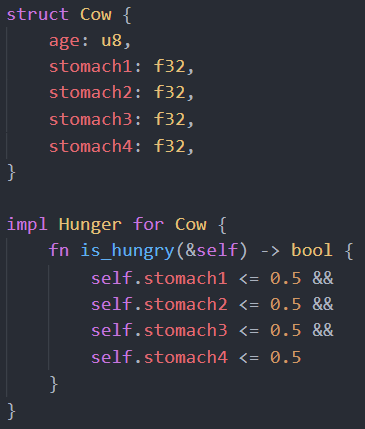 struct Cow {
    age: u8,
    stomach1: f32,
    stomach2: f32,
    stomach3: f32,
    stomach4: f32,
}

impl Hunger for Cow {
    fn is_hungry(&self) -> bool {
        self.stomach1 <= 0.5 &&
        self.stomach2 <= 0.5 &&
        self.stomach3 <= 0.5 &&
        self.stomach4 <= 0.5
    }
}